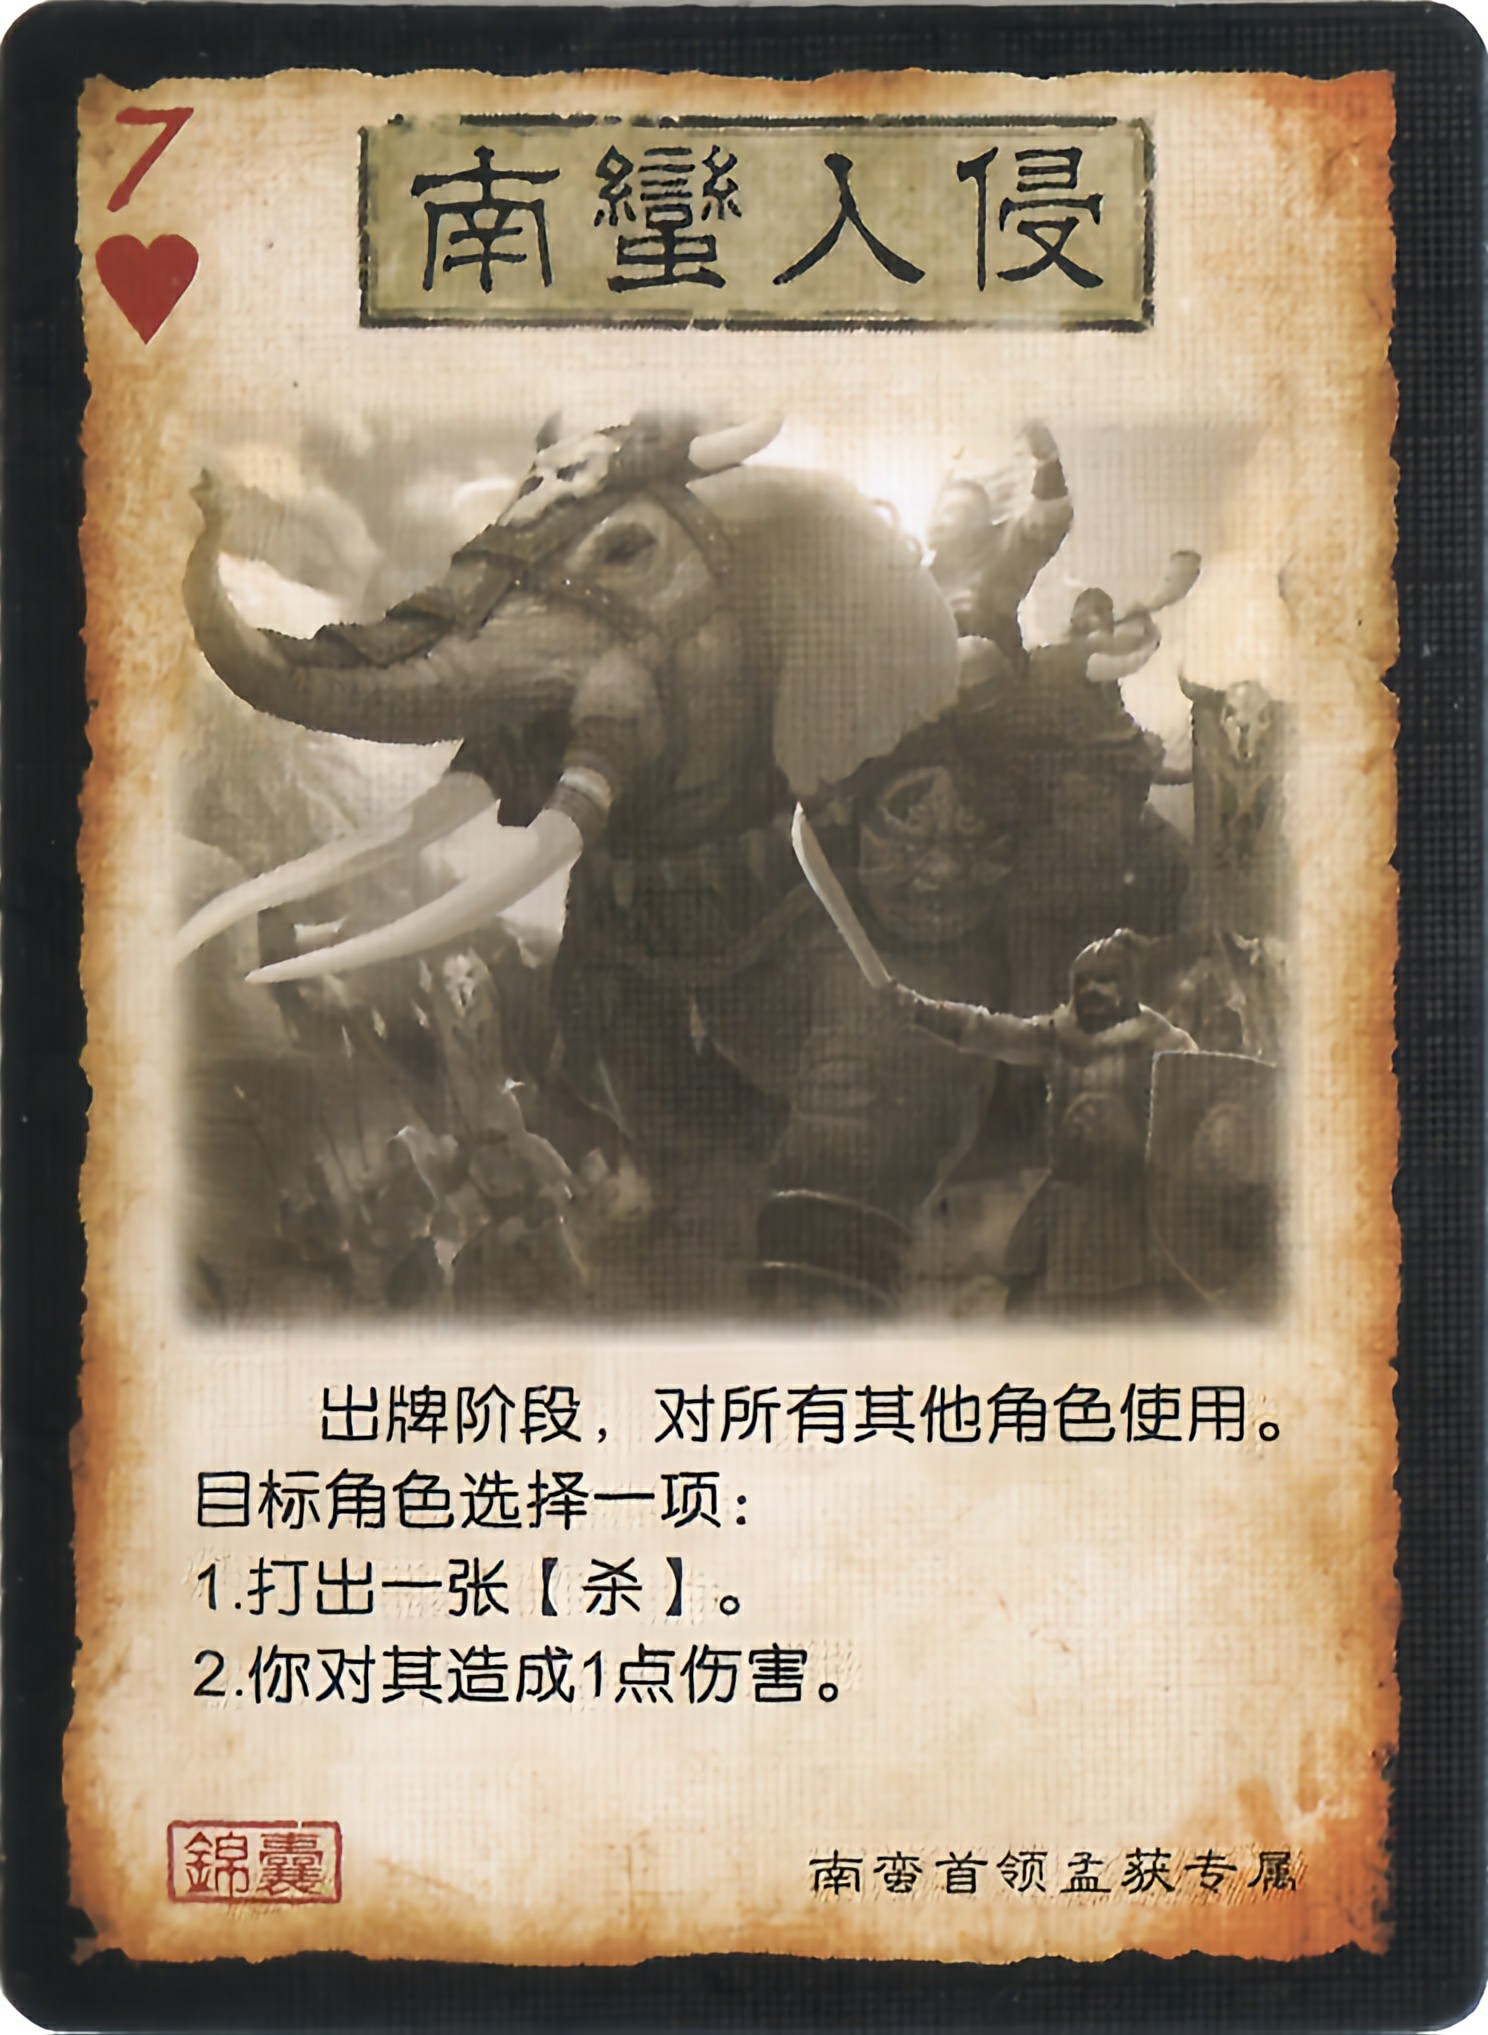 7
南蠻入侵
出牌阶段，对所有其他角色使用。
目标角色选择一项：
1.打出一张【杀】。
2.你对其造成1点伤害。
錦囊
南蛮首领孟获专属